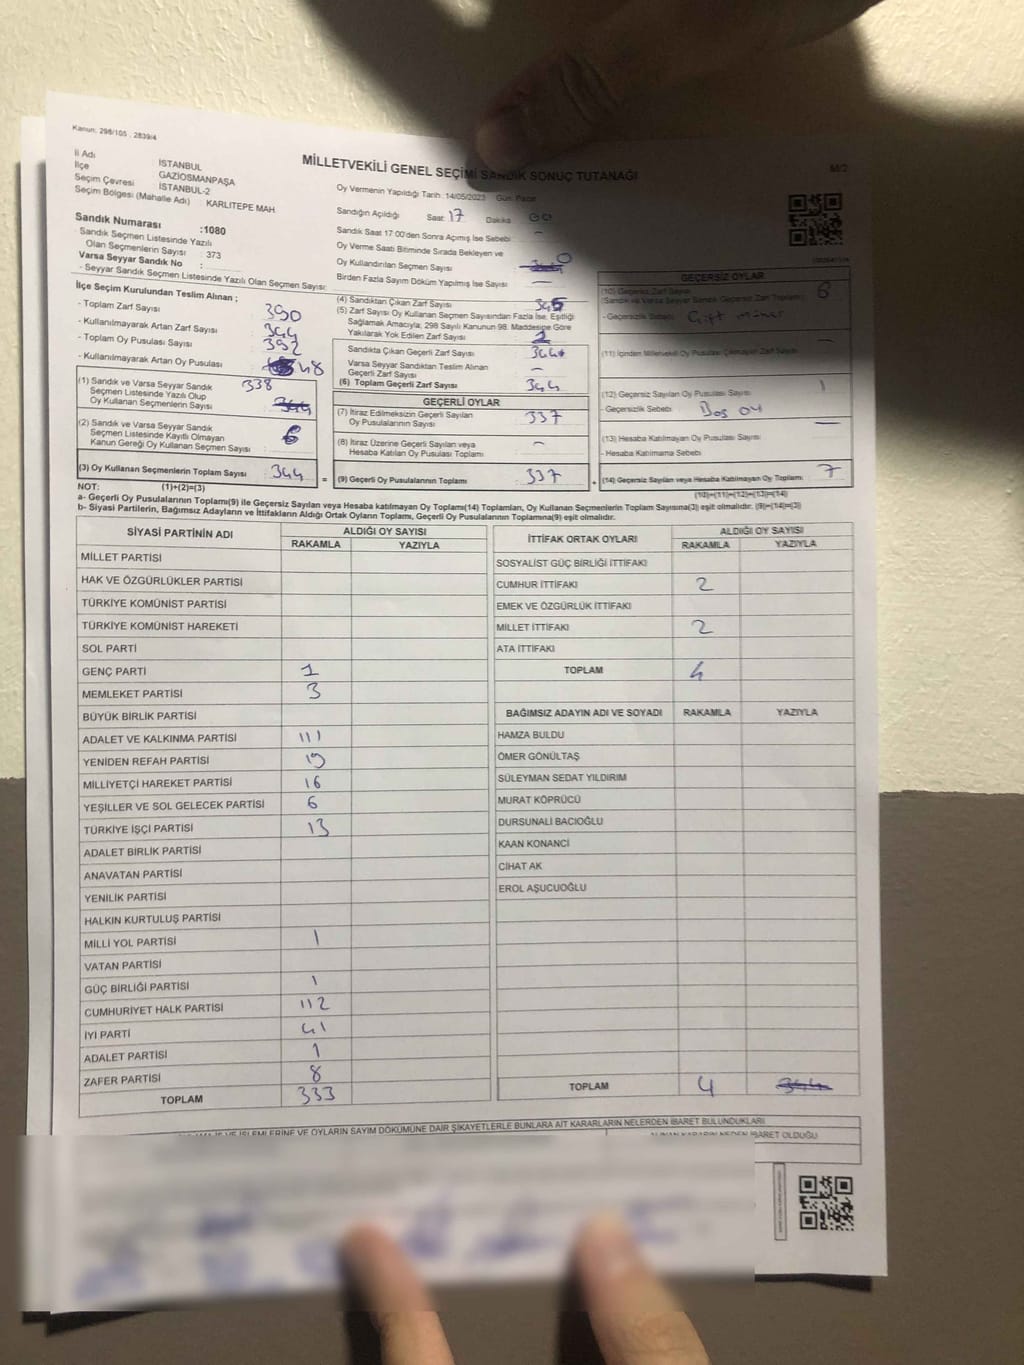 Kanun: 298/105 , 2839/4
MİLLETVEKİLİ GENEL SEÇİMİ SANDIK SONUÇ TUTANAĞI
M/2
İl Adı İSTANBUL
İlçe GAZİOSMANPAŞA
Seçim Çevresi İSTANBUL-2
Seçim Bölgesi (Mahalle Adı) KARLITEPE MAH.
Sandık Numarası :1080
- Sandık Seçmen Listesinde Yazılı
Olan Seçmenlerin Sayısı : 373
Varsa Seyyar Sandık No :
- Seyyar Sandık Seçmen Listesinde Yazılı Olan Seçmen Sayısı:
Oy Vermenin Yapıldığı Tarih: 14/05/2023 Gün: Pazar
Sandığın Açıldığı Saat: 17 Dakika 00
Sandık Saat 17:00'den Sonra Açılmış İse Sebebi —
Oy Verme Saati Bitiminde Sırada Bekleyen ve
Oy Kullandırılan Seçmen Sayısı 0
Birden Fazla Sayım Döküm Yapılmış İse Sayısı —
İlçe Seçim Kurulundan Teslim Alınan ;
- Toplam Zarf Sayısı 390
- Kullanılmayarak Artan Zarf Sayısı
- Toplam Oy Pusulası Sayısı 392
- Kullanılmayarak Artan Oy Pusulası 48
(1) Sandık ve Varsa Seyyar Sandık 338
Seçmen Listesinde Yazılı Olup
Oy Kullanan Seçmenlerin Sayısı
(2) Sandık ve Varsa Seyyar Sandık
Seçmen Listesinde Kayıtlı Olmayan
Kanun Gereği Oy Kullanan Seçmen Sayısı : 6
(3) Oy Kullanan Seçmenlerin Toplam Sayısı : 344
(4) Sandıktan Çıkan Zarf Sayısı 345
(5) Zarf Sayısı Oy Kullanan Seçmen Sayısından Fazla İse, Eşitliği
Sağlamak Amacıyla; 298 Sayılı Kanunun 98. Maddesine Göre
Yakılarak Yok Edilen Zarf Sayısı
Sandıkta Çıkan Geçerli Zarf Sayısı 344
Varsa Seyyar Sandıktan Teslim Alınan
Geçerli Zarf Sayısı —
(6) Toplam Geçerli Zarf Sayısı 344
GEÇERLİ OYLAR
(7) İtiraz Edilmeksizin Geçerli Sayılan
Oy Pusulalarının Sayısı 337
(8) İtiraz Üzerine Geçerli Sayılan veya
Hesaba Katılan Oy Pusulası Toplamı —
= (9) Geçerli Oy Pusulalarının Toplamı 337 +
GEÇERSİZ OYLAR
(10) Geçersiz Zarf Sayısı 6
(Sandık ve Varsa Seyyar Sandık Geçersiz Zarf Toplamı)
- Geçersizlik Sebebi Çift mühür
(11) İçinden Milletvekili Oy Pusulası Çıkmayan Zarf Sayısı —
(12) Geçersiz Sayılan Oy Pusulası Sayısı 1
- Geçersizlik Sebebi Boş oy
(13) Hesaba Katılmayan Oy Pusulası Sayısı —
- Hesaba Katılmama Sebebi
(14) Geçersiz Sayılan veya Hesaba Katılmayan Oy Toplamı 7
NOT: (1)+(2)=(3)
(10)+(11)+(12)+(13)=(14)
a- Geçerli Oy Pusulalarının Toplamı(9) ile Geçersiz Sayılan veya Hesaba katılmayan Oy Toplamı(14) Toplamları, Oy Kullanan Seçmenlerin Toplam Sayısına(3) eşit olmalıdır. (9)+(14)=(3)
b- Siyasi Partilerin, Bağımsız Adayların ve İttifakların Aldığı Ortak Oyların Toplamı, Geçerli Oy Pusulalarının Toplamına(9) eşit olmalıdır.
SİYASİ PARTİNİN ADI ALDIĞI OY SAYISI
RAKAMLA YAZIYLA
MİLLET PARTİSİ
HAK VE ÖZGÜRLÜKLER PARTİSİ
TÜRKİYE KOMÜNİST PARTİSİ
TÜRKİYE KOMÜNİST HAREKETİ
SOL PARTİ
GENÇ PARTİ 1
MEMLEKET PARTİSİ 3
BÜYÜK BİRLİK PARTİSİ
ADALET VE KALKINMA PARTİSİ 111
YENİDEN REFAH PARTİSİ 19
MİLLİYETÇİ HAREKET PARTİSİ 16
YEŞİLLER VE SOL GELECEK PARTİSİ 6
TÜRKİYE İŞÇİ PARTİSİ 13
ADALET BİRLİK PARTİSİ
ANAVATAN PARTİSİ
YENİLİK PARTİSİ
HALKIN KURTULUŞ PARTİSİ
MİLLİ YOL PARTİSİ 1
VATAN PARTİSİ
GÜÇ BİRLİĞİ PARTİSİ 1
CUMHURİYET HALK PARTİSİ 112
İYİ PARTİ 41
ADALET PARTİSİ 1
ZAFER PARTİSİ 8
TOPLAM 333
İTTİFAK ORTAK OYLARI ALDIĞI OY SAYISI
RAKAMLA YAZIYLA
SOSYALİST GÜÇ BİRLİĞİ İTTİFAKI
CUMHUR İTTİFAKI 2
EMEK VE ÖZGÜRLÜK İTTİFAKI
MİLLET İTTİFAKI 2
ATA İTTİFAKI
TOPLAM 4
BAĞIMSIZ ADAYIN ADI VE SOYADI RAKAMLA YAZIYLA
HAMZA BULDU
ÖMER GÖNÜLTAŞ
SÜLEYMAN SEDAT YILDIRIM
MURAT KÖPRÜCÜ
DURSUNALİ BACIOĞLU
KAAN KONANCİ
CİHAT AK
EROL AŞUCUOĞLU
TOPLAM 4 344
İŞLEMLERİNE VE OYLARIN SAYIM DÖKÜMÜNE DAİR ŞİKAYETLERLE BUNLARA AİT KARARLARIN NELERDEN İBARET BULUNDUKLARI
ALINAN KARARIN NEDEN İBARET OLDUĞU